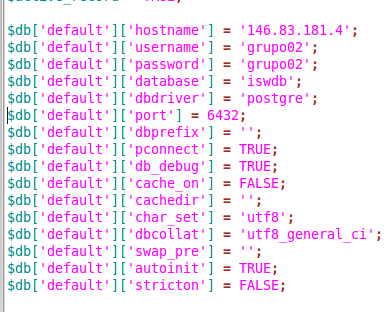 $db['default']['hostname'] = '146.83.181.4';
$db['default']['username'] = 'grupo02';
$db['default']['password'] = 'grupo02';
$db['default']['database'] = 'iswdb';
$db['default']['dbdriver'] = 'postgre';
$db['default']['port'] = 6432;
$db['default']['dbprefix'] = '';
$db['default']['pconnect'] = TRUE;
$db['default']['db_debug'] = TRUE;
$db['default']['cache_on'] = FALSE;
$db['default']['cachedir'] = '';
$db['default']['char_set'] = 'utf8';
$db['default']['dbcollat'] = 'utf8_general_ci';
$db['default']['swap_pre'] = '';
$db['default']['autoinit'] = TRUE;
$db['default']['stricton'] = FALSE;